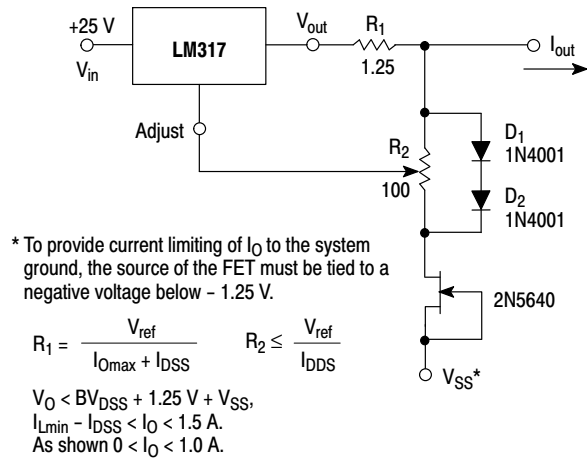 +25 V
V_in
LM317
V_out
R_1
1.25
I_out
Adjust
R_2
100
D_1
1N4001
D_2
1N4001
* To provide current limiting of I_O to the system
ground, the source of the FET must be tied to a
negative voltage below – 1.25 V.
2N5640
R_1 = V_ref / (I_Omax + I_DSS)
R_2 ≤ V_ref / I_DDS
V_SS*
V_O < BV_DSS + 1.25 V + V_SS,
I_Lmin – I_DSS < I_O < 1.5 A.
As shown 0 < I_O < 1.0 A.